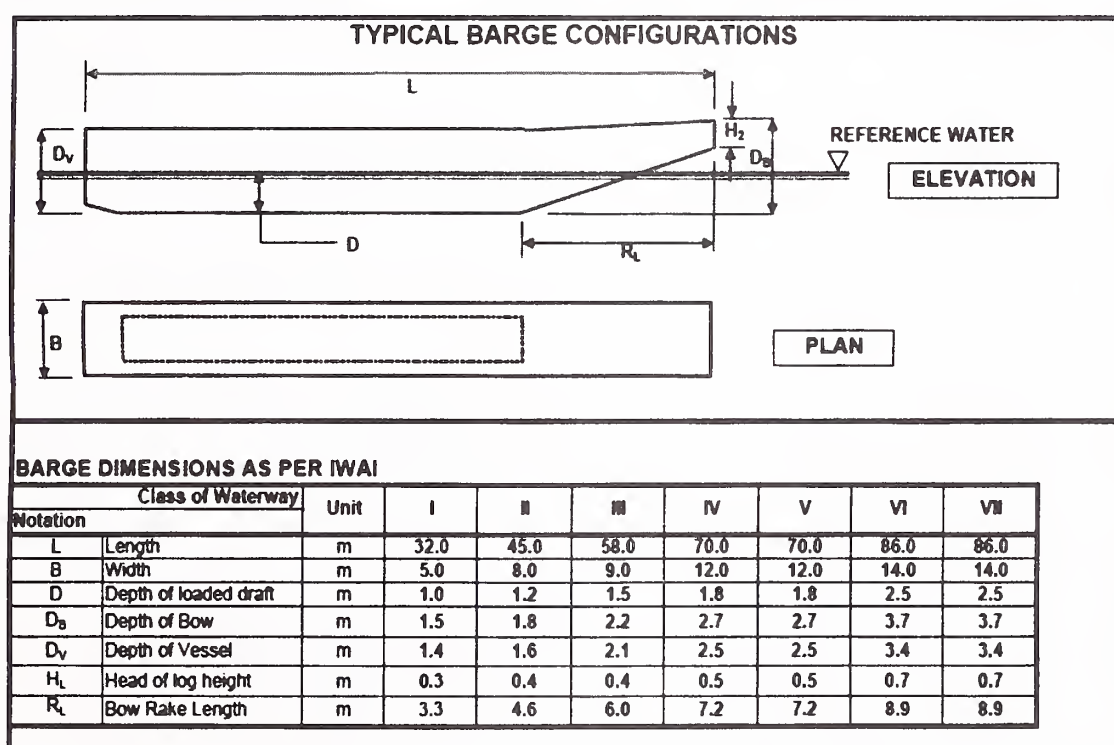 TYPICAL BARGE CONFIGURATIONS
L
H₂
REFERENCE WATER
Dᵥ
D_B
ELEVATION
D
R_L
B
PLAN
BARGE DIMENSIONS AS PER IWAI
Class of Waterway
Notation Unit I II III IV V VI VII
L Length m 32.0 45.0 58.0 70.0 70.0 86.0 86.0
B Width m 5.0 8.0 9.0 12.0 12.0 14.0 14.0
D Depth of loaded draft m 1.0 1.2 1.5 1.8 1.8 2.5 2.5
D_B Depth of Bow m 1.5 1.8 2.2 2.7 2.7 3.7 3.7
Dᵥ Depth of Vessel m 1.4 1.6 2.1 2.5 2.5 3.4 3.4
H_L Head of log height m 0.3 0.4 0.4 0.5 0.5 0.7 0.7
R_L Bow Rake Length m 3.3 4.6 6.0 7.2 7.2 8.9 8.9